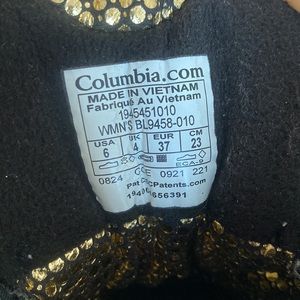 Columbia.com
MADE IN VIETNAM
Fabriqué Au Vietnam
1945451010
WMN'S BL9458-010
USA UK EUR CM
6 4 37 23
0824 0921 221